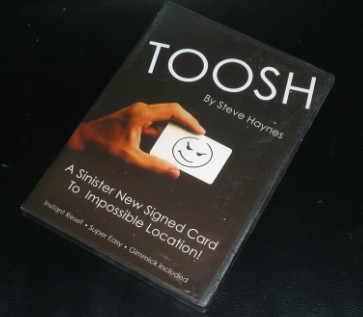 TOOSH
By Steve Haynes
A Sinister New Signed Card
To Impossible Location!
Instant Reset • Super Easy • Gimmick Included